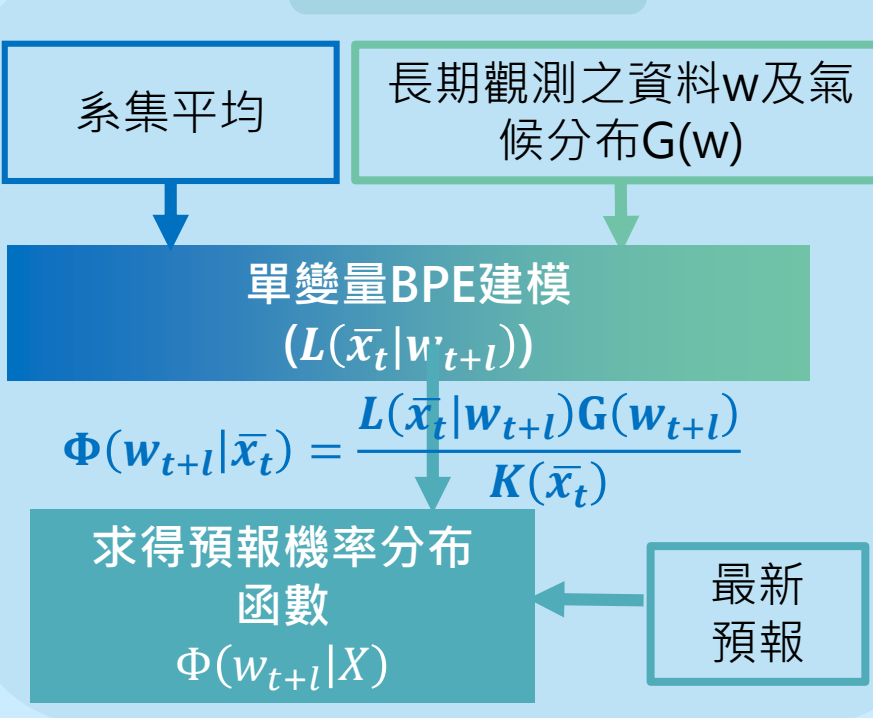 系集平均
長期觀測之資料w及氣
候分布G(w)
單變量BPE建模
(L(x̄_t|w_{t+l}))
Φ(w_{t+l}|x̄_t) = L(x̄_t|w_{t+l})G(w_{t+l}) / K(x̄_t)
求得預報機率分布
函數
Φ(w_{t+l}|X)
最新
預報